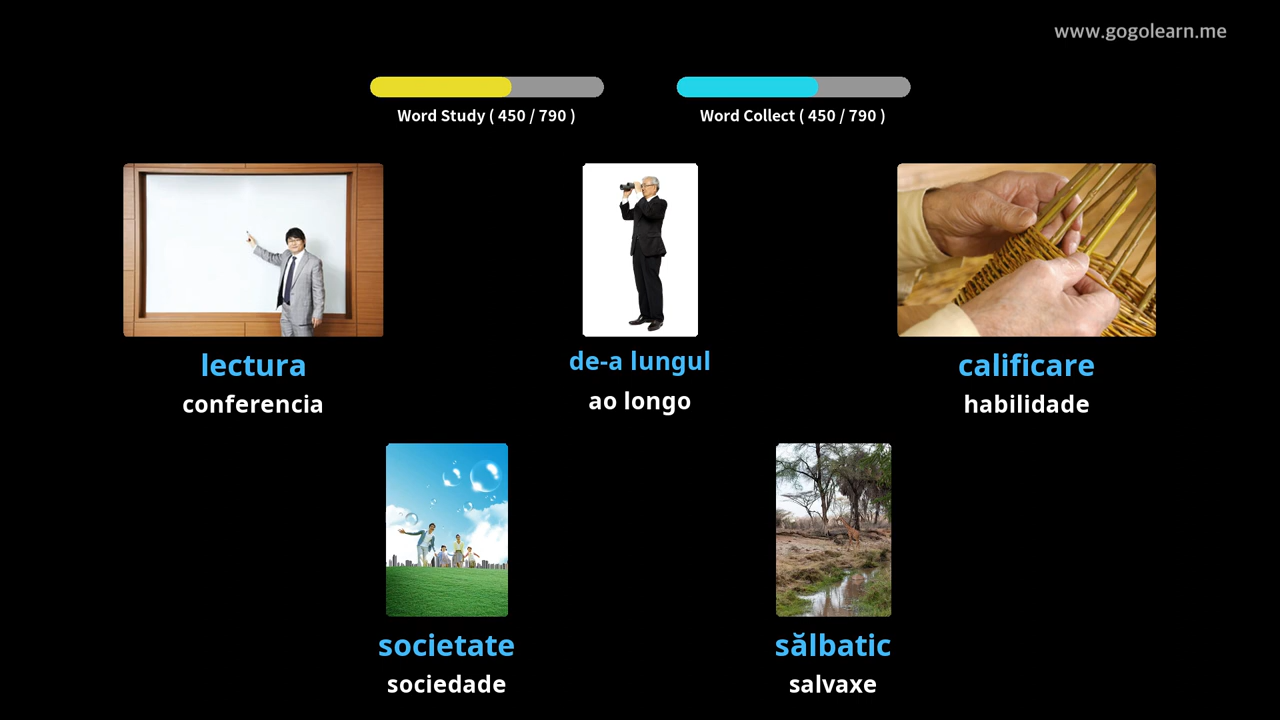 www.gogolearn.me
Word Study ( 450 / 790 )
Word Collect ( 450 / 790 )
lectura
conferencia
de-a lungul
ao longo
calificare
habilidade
societate
sociedade
sălbatic
salvaxe